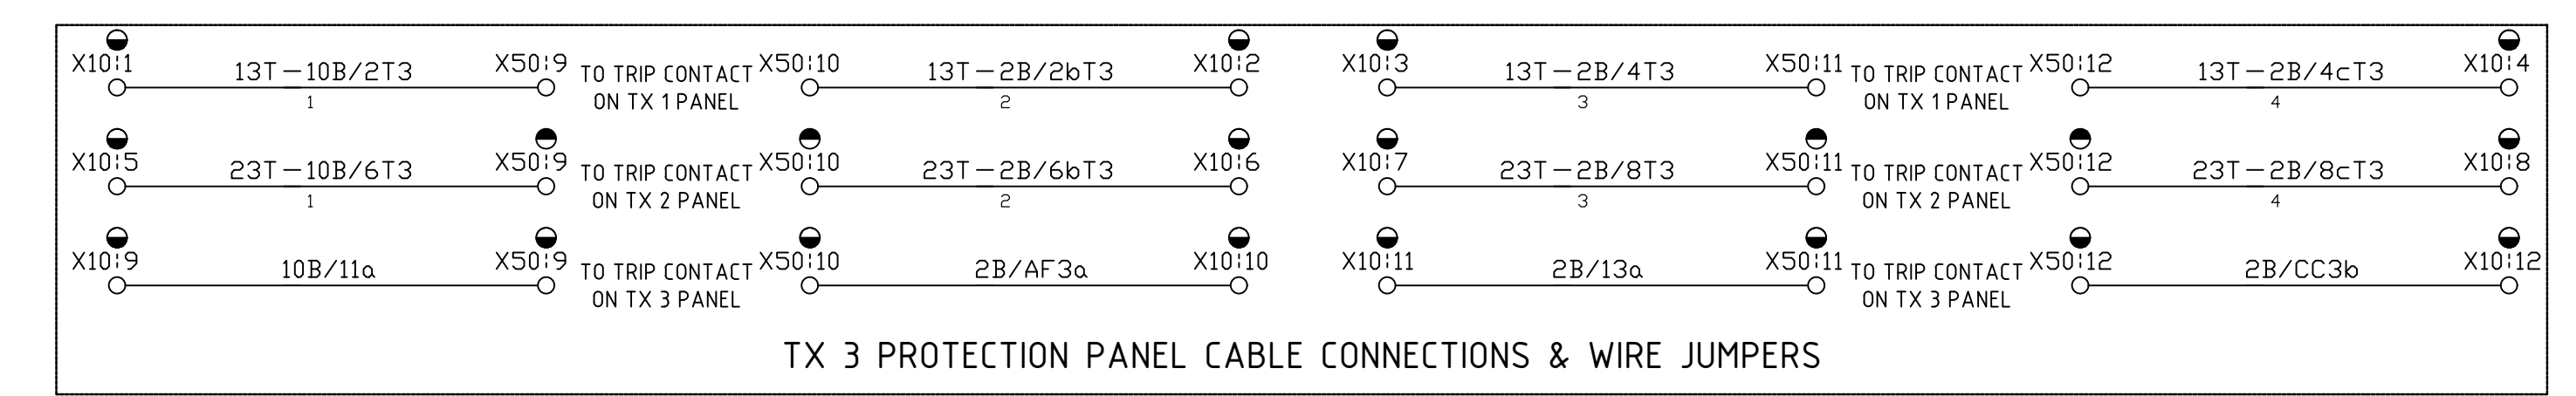 X10:1 13T-10B/2T3 X50:9 TO TRIP CONTACT X50:10 13T-2B/2bT3 X10:2 X10:3 13T-2B/4T3 X50:11 TO TRIP CONTACT X50:12 13T-2B/4cT3 X10:4
1 ON TX 1 PANEL 2 3 ON TX 1 PANEL 4
X10:5 23T-10B/6T3 X50:9 TO TRIP CONTACT X50:10 23T-2B/6bT3 X10:6 X10:7 23T-2B/8T3 X50:11 TO TRIP CONTACT X50:12 23T-2B/8cT3 X10:8
1 ON TX 2 PANEL 2 3 ON TX 2 PANEL 4
X10:9 10B/11a X50:9 TO TRIP CONTACT X50:10 2B/AF3a X10:10 X10:11 2B/13a X50:11 TO TRIP CONTACT X50:12 2B/CC3b X10:12
ON TX 3 PANEL ON TX 3 PANEL
TX 3 PROTECTION PANEL CABLE CONNECTIONS & WIRE JUMPERS